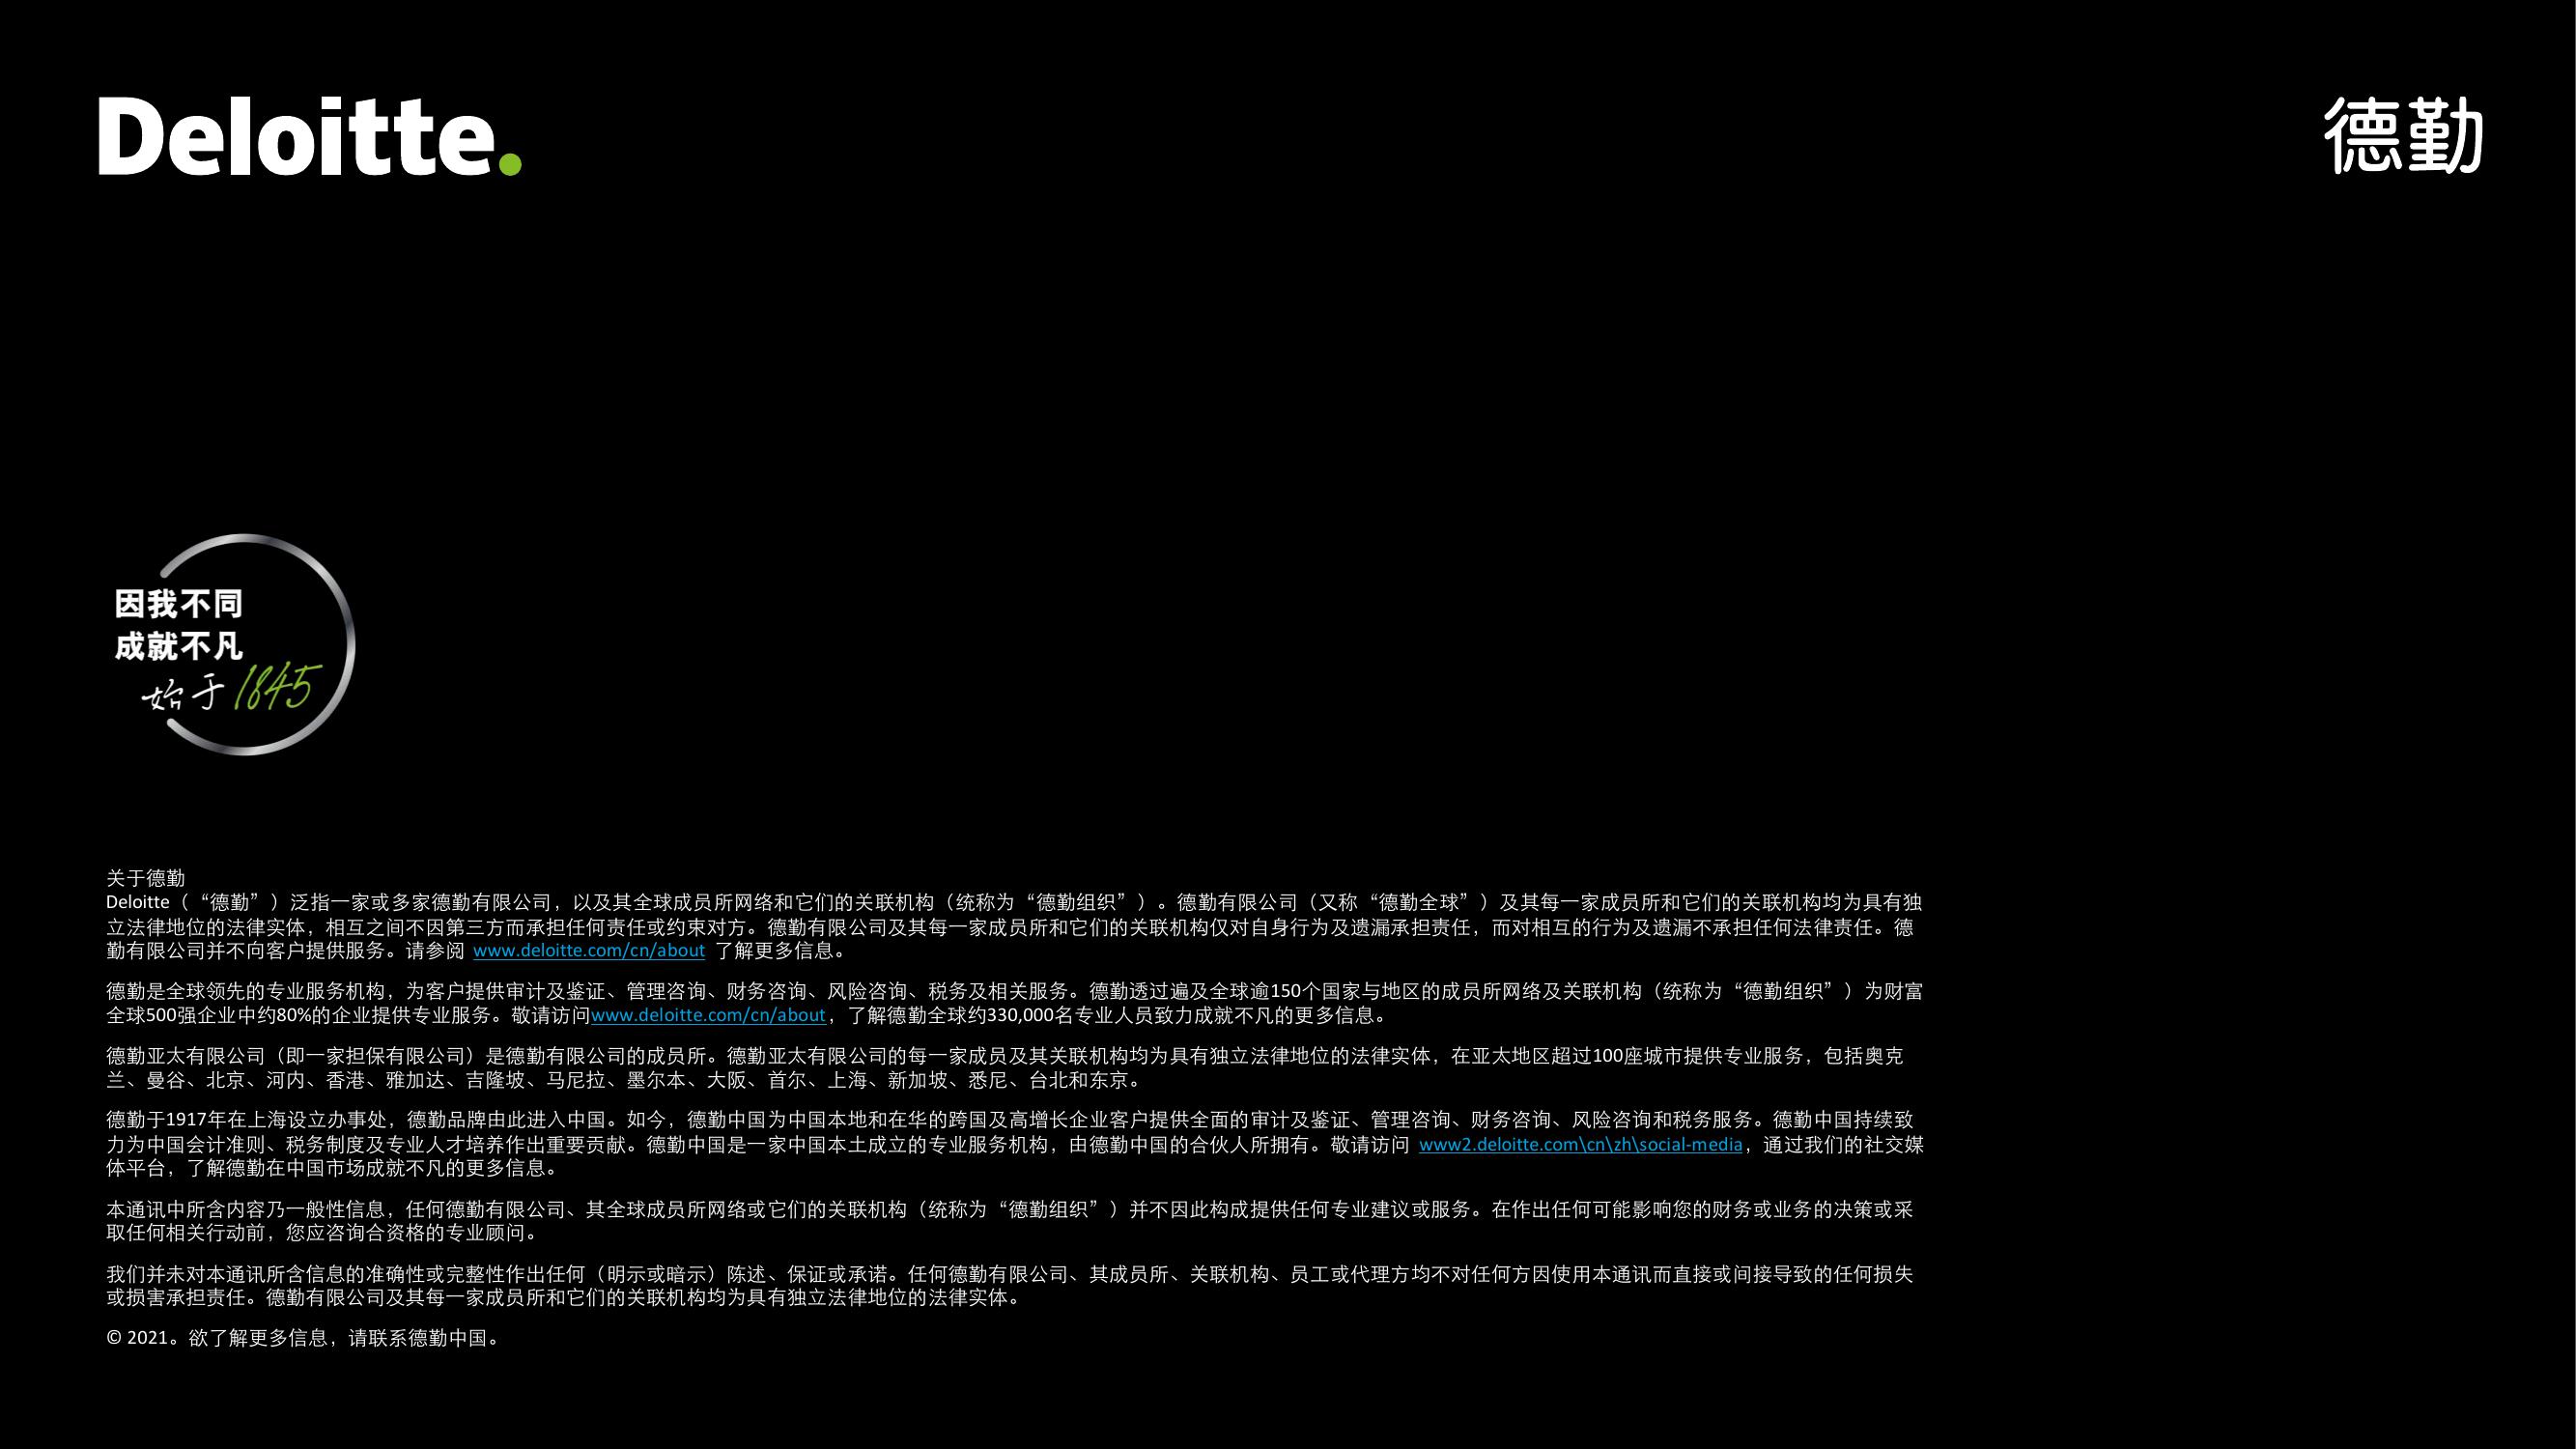 Deloitte.
德勤
因我不同
成就不凡
始于1845
关于德勤
Deloitte（“德勤”）泛指一家或多家德勤有限公司，以及其全球成员所网络和它们的关联机构（统称为“德勤组织”）。德勤有限公司（又称“德勤全球”）及其每一家成员所和它们的关联机构均为具有独
立法律地位的法律实体，相互之间不因第三方而承担任何责任或约束对方。德勤有限公司及其每一家成员所和它们的关联机构仅对自身行为及遗漏承担责任，而对相互的行为及遗漏不承担任何法律责任。德
勤有限公司并不向客户提供服务。请参阅 www.deloitte.com/cn/about 了解更多信息。
德勤是全球领先的专业服务机构，为客户提供审计及鉴证、管理咨询、财务咨询、风险咨询、税务及相关服务。德勤透过遍及全球逾150个国家与地区的成员所网络及关联机构（统称为“德勤组织”）为财富
全球500强企业中约80%的企业提供专业服务。敬请访问www.deloitte.com/cn/about，了解德勤全球约330,000名专业人员致力成就不凡的更多信息。
德勤亚太有限公司（即一家担保有限公司）是德勤有限公司的成员所。德勤亚太有限公司的每一家成员及其关联机构均为具有独立法律地位的法律实体，在亚太地区超过100座城市提供专业服务，包括奥克
兰、曼谷、北京、河内、香港、雅加达、吉隆坡、马尼拉、墨尔本、大阪、首尔、上海、新加坡、悉尼、台北和东京。
德勤于1917年在上海设立办事处，德勤品牌由此进入中国。如今，德勤中国为中国本地和在华的跨国及高增长企业客户提供全面的审计及鉴证、管理咨询、财务咨询、风险咨询和税务服务。德勤中国持续致
力为中国会计准则、税务制度及专业人才培养作出重要贡献。德勤中国是一家中国本土成立的专业服务机构，由德勤中国的合伙人所拥有。敬请访问 www2.deloitte.com\cn\zh\social-media，通过我们的社交媒
体平台，了解德勤在中国市场成就不凡的更多信息。
本通讯中所含内容乃一般性信息，任何德勤有限公司、其全球成员所网络或它们的关联机构（统称为“德勤组织”）并不因此构成提供任何专业建议或服务。在作出任何可能影响您的财务或业务的决策或采
取任何相关行动前，您应咨询合资格的专业顾问。
我们并未对本通讯所含信息的准确性或完整性作出任何（明示或暗示）陈述、保证或承诺。任何德勤有限公司、其成员所、关联机构、员工或代理方均不对任何方因使用本通讯而直接或间接导致的任何损失
或损害承担责任。德勤有限公司及其每一家成员所和它们的关联机构均为具有独立法律地位的法律实体。
© 2021。欲了解更多信息，请联系德勤中国。